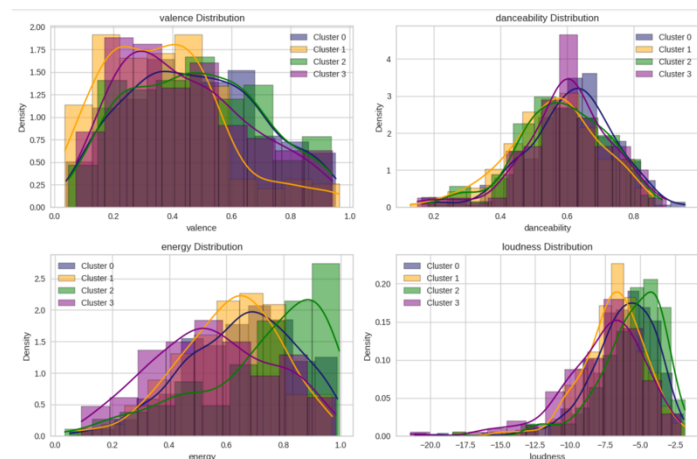 valence Distribution
Cluster 0
Cluster 1
Cluster 2
Cluster 3
Density
2.00
1.75
1.50
1.25
1.00
0.75
0.50
0.25
0.00
0.0 0.2 0.4 0.6 0.8 1.0
valence
danceability Distribution
Cluster 0
Cluster 1
Cluster 2
Cluster 3
Density
4
3
2
1
0
0.2 0.4 0.6 0.8
danceability
energy Distribution
Cluster 0
Cluster 1
Cluster 2
Cluster 3
Density
2.5
2.0
1.5
1.0
0.5
0.0
0.0 0.2 0.4 0.6 0.8 1.0
energy
loudness Distribution
Cluster 0
Cluster 1
Cluster 2
Cluster 3
Density
0.20
0.15
0.10
0.05
0.00
-20.0 -17.5 -15.0 -12.5 -10.0 -7.5 -5.0 -2.5
loudness